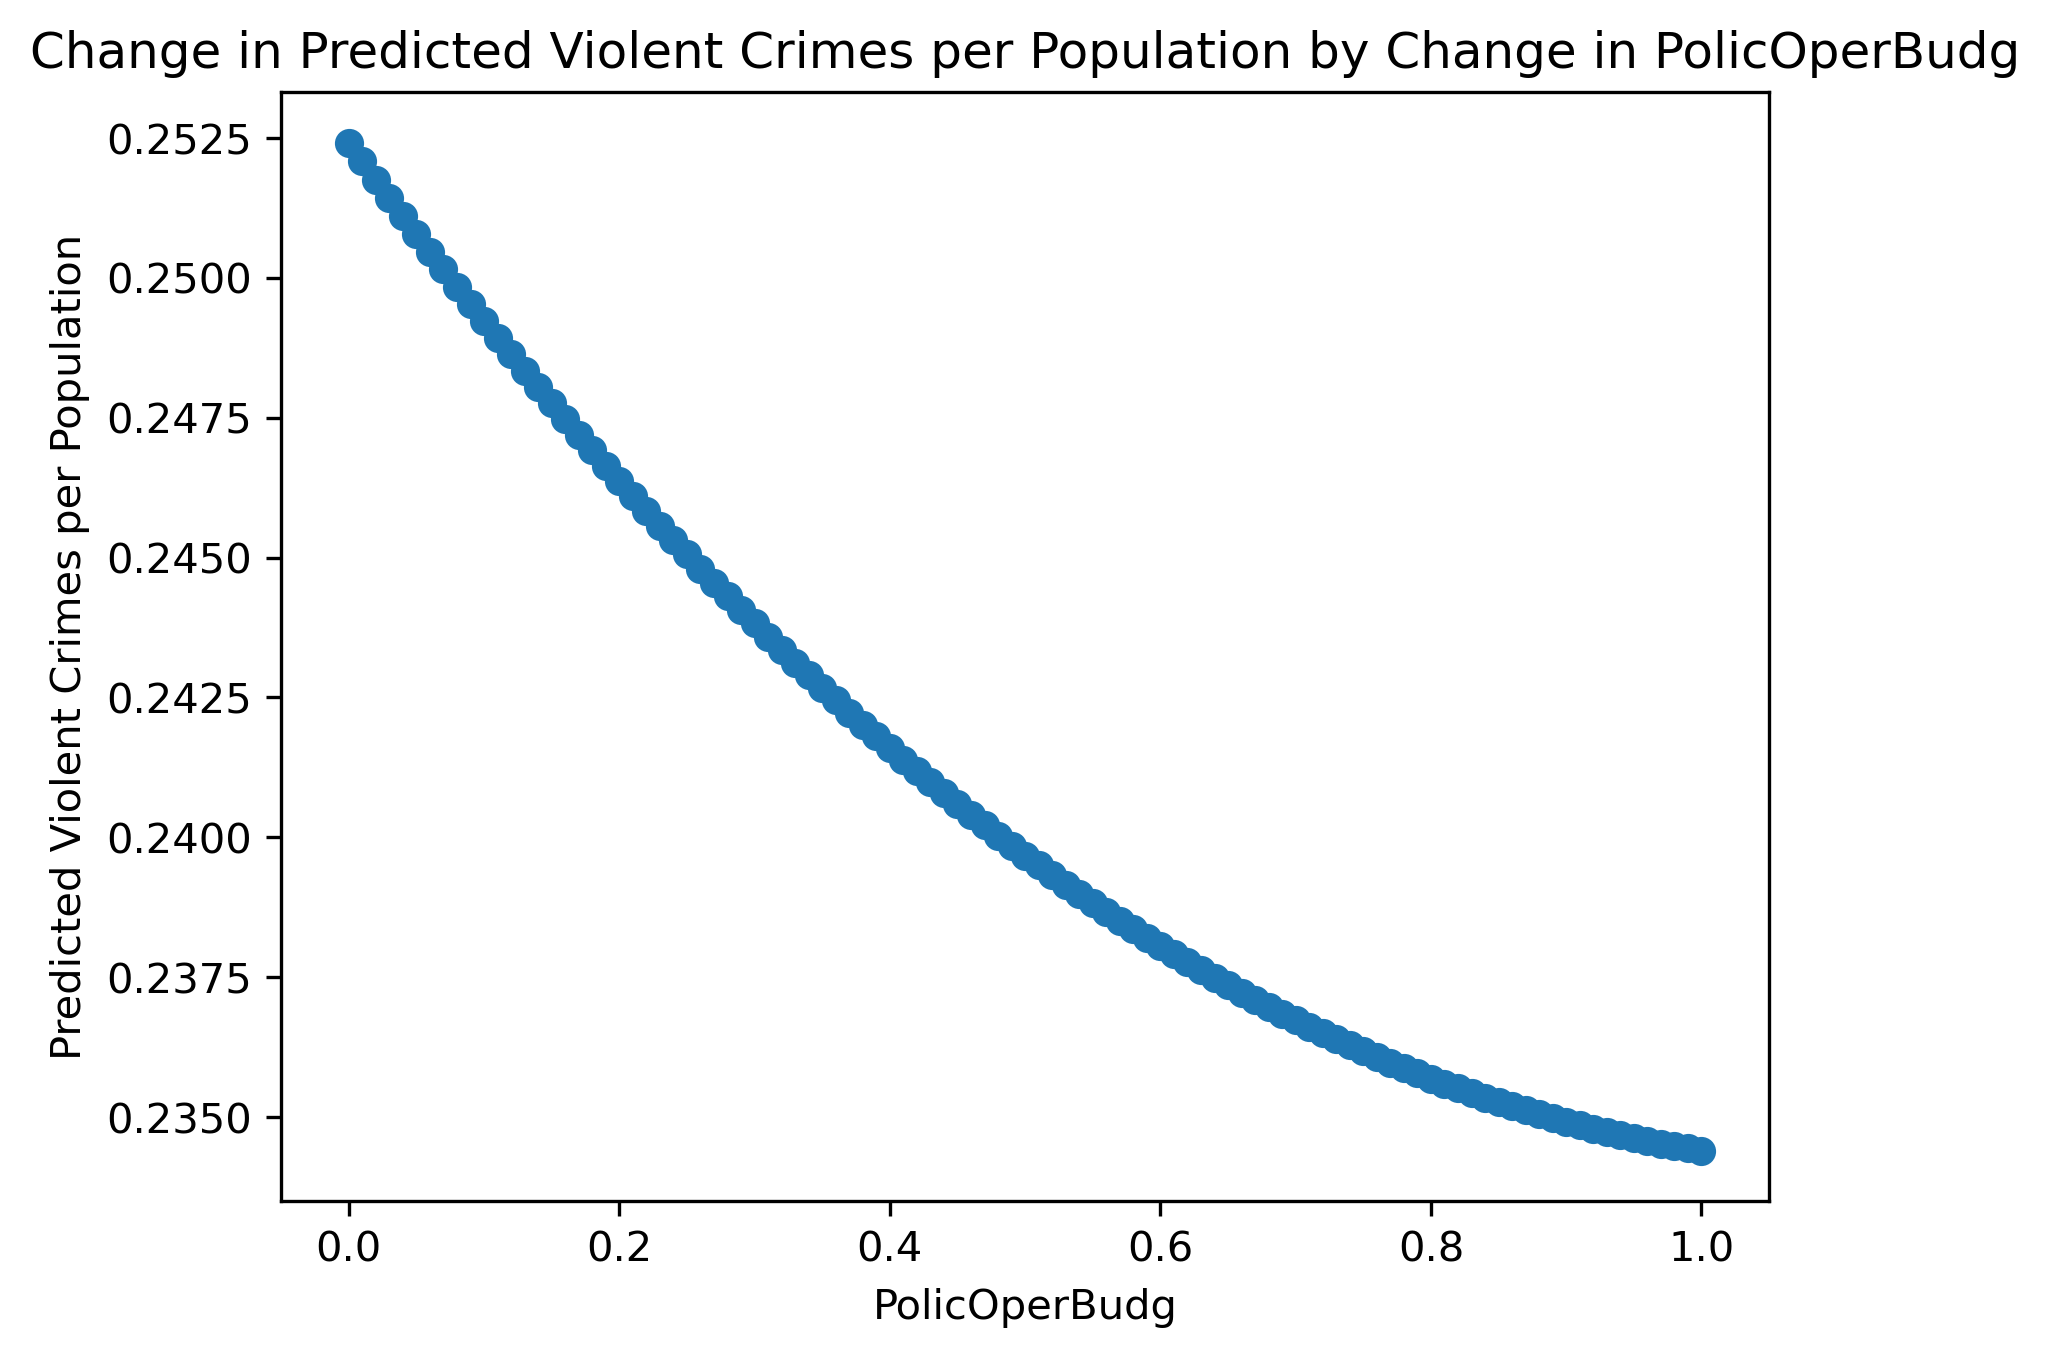 Change in Predicted Violent Crimes per Population by Change in PolicOperBudg
0.2525
0.2500
0.2475
0.2450
0.2425
0.2400
0.2375
0.2350
Predicted Violent Crimes per Population
0.0 0.2 0.4 0.6 0.8 1.0
PolicOperBudg